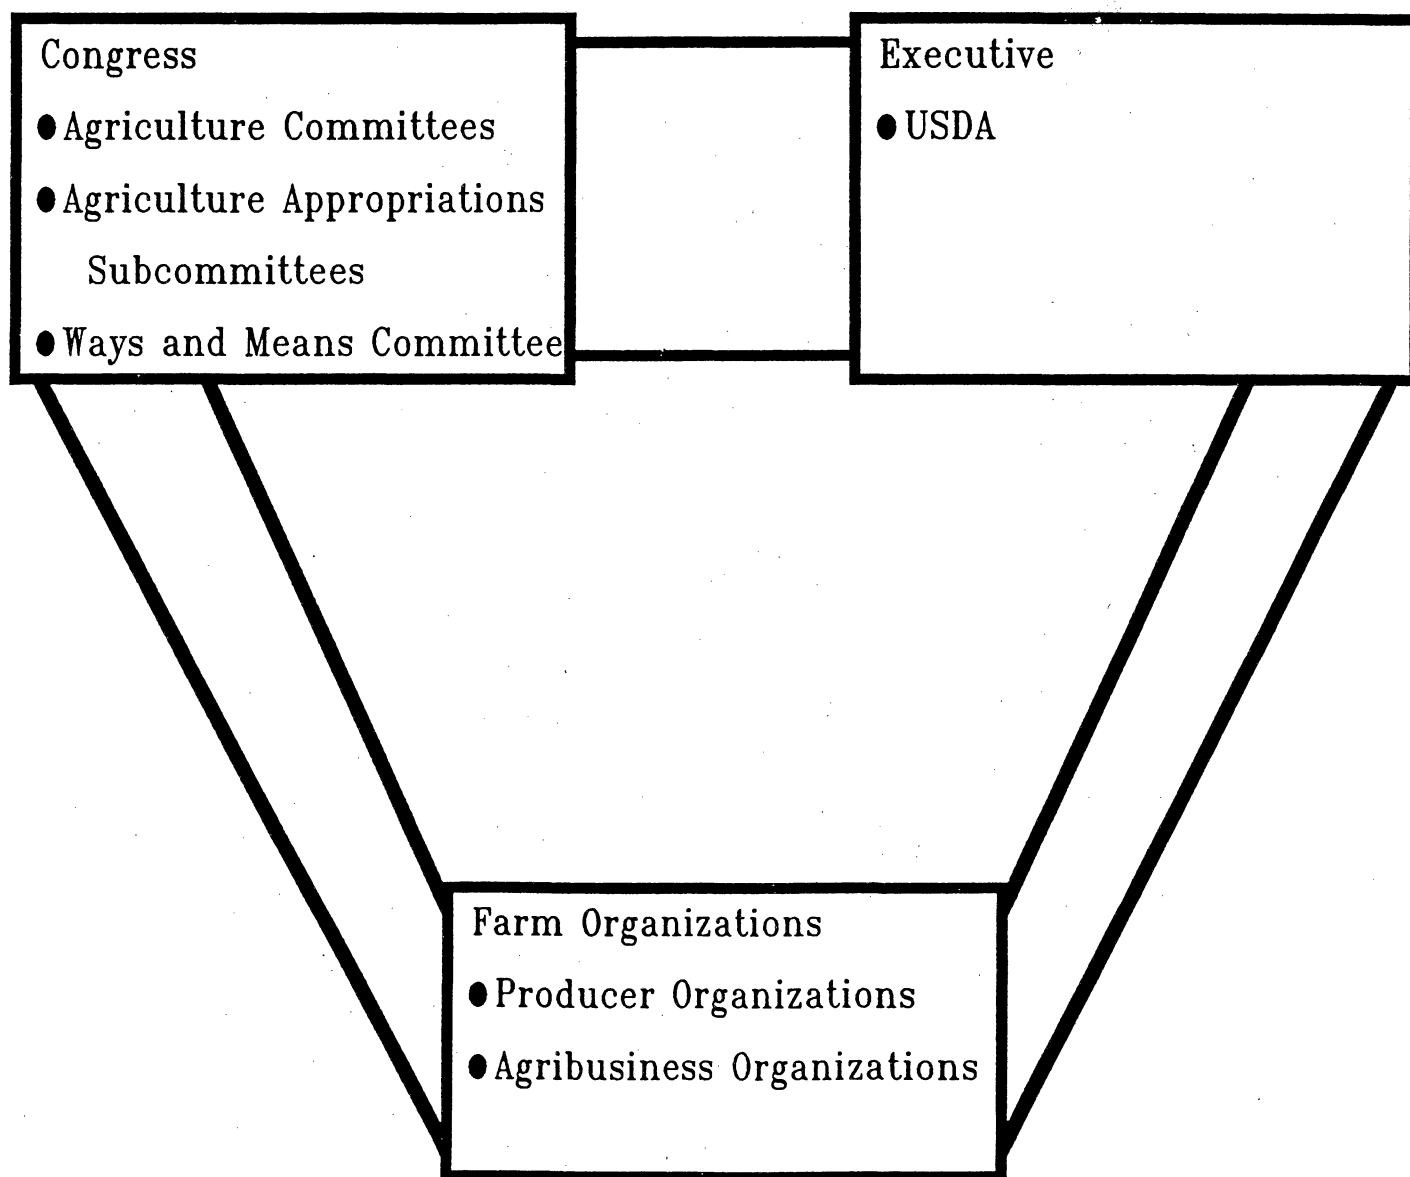 Congress
●Agriculture Committees
●Agriculture Appropriations
Subcommittees
●Ways and Means Committee
Executive
●USDA
Farm Organizations
●Producer Organizations
●Agribusiness Organizations